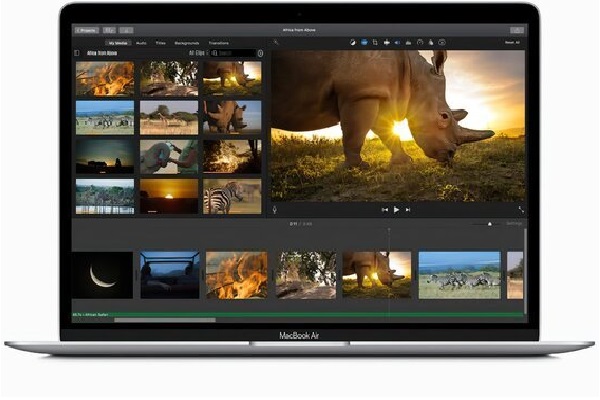 Projects
Africa from Above
My Media Audio Titles Backgrounds Transitions
Reset All
Africa from Above
All Clips
Search
Settings
MacBook Air